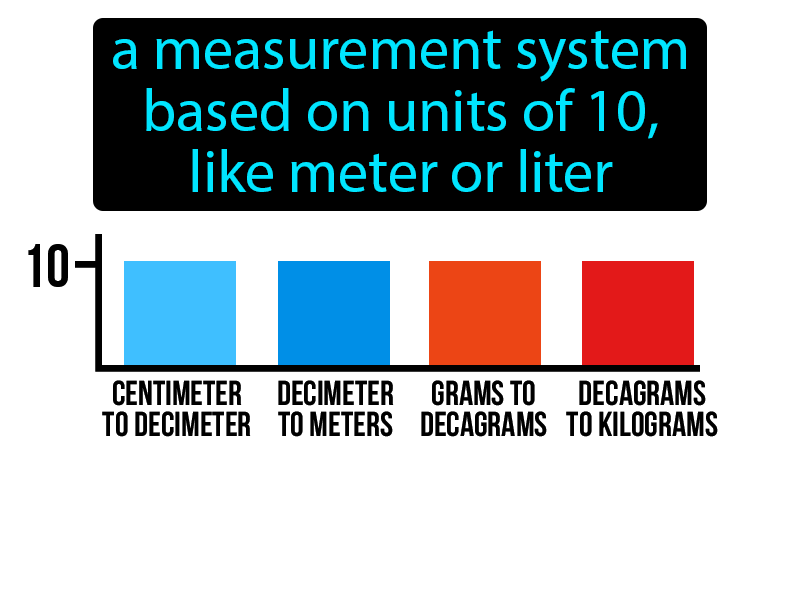 a measurement system
based on units of 10,
like meter or liter
10
CENTIMETER
TO DECIMETER
DECIMETER
TO METERS
GRAMS TO
DECAGRAMS
DECAGRAMS
TO KILOGRAMS